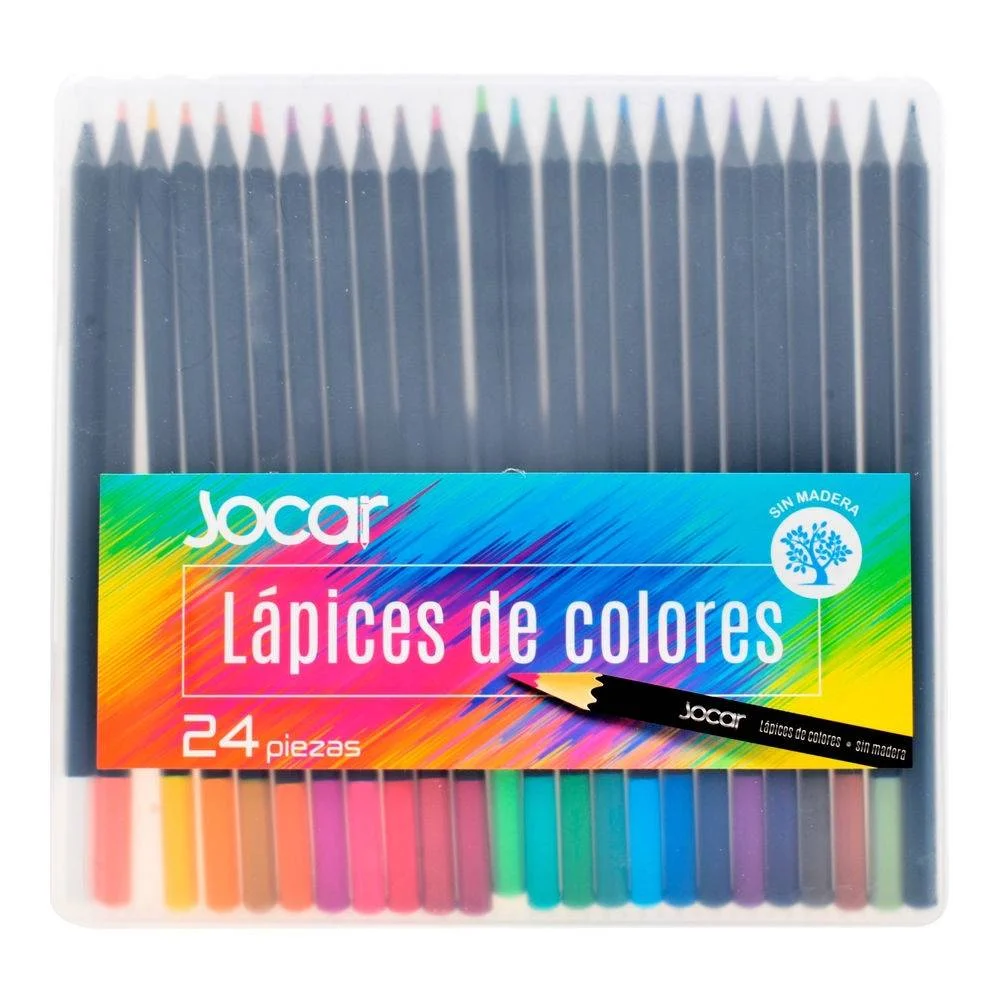 Jocar
SIN MADERA
Lápices de colores
Jocar Lápices de colores • sin madera
24 piezas